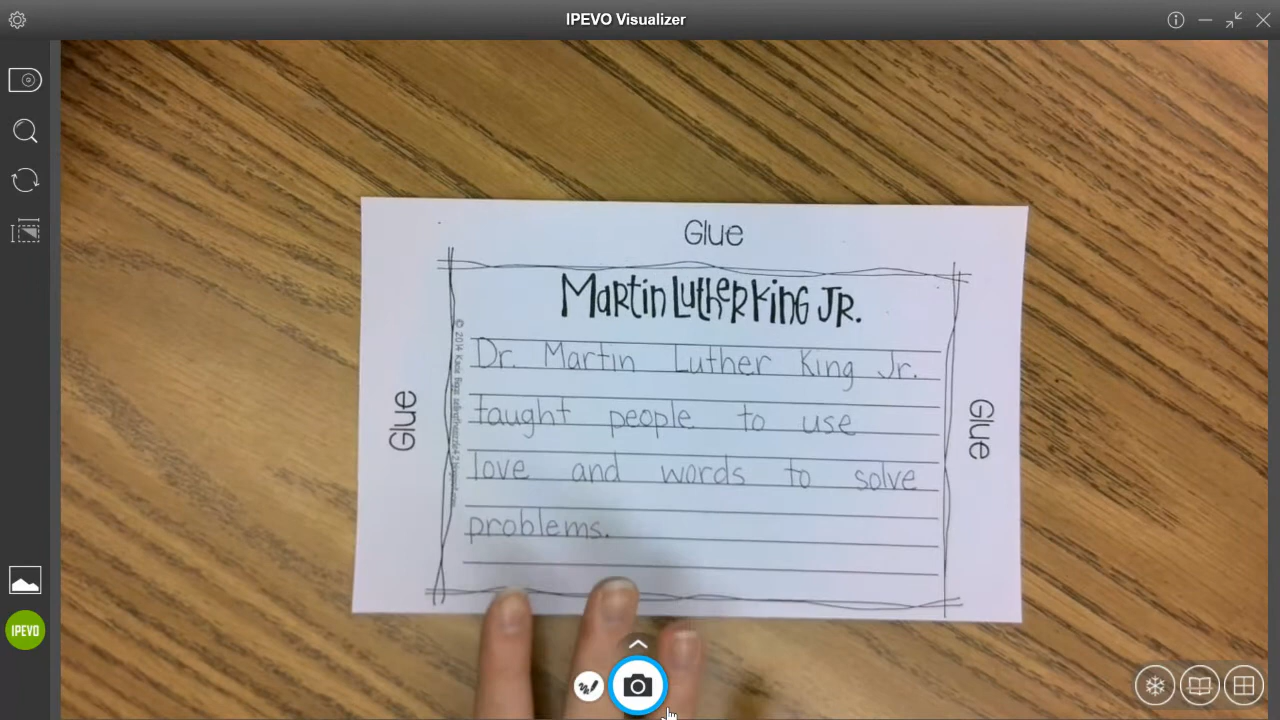 IPEVO Visualizer
Glue
Martin Luther King Jr.
Dr. Martin Luther King Jr.
taught people to use
love and words to solve
problems.
Glue
Glue
IPEVO